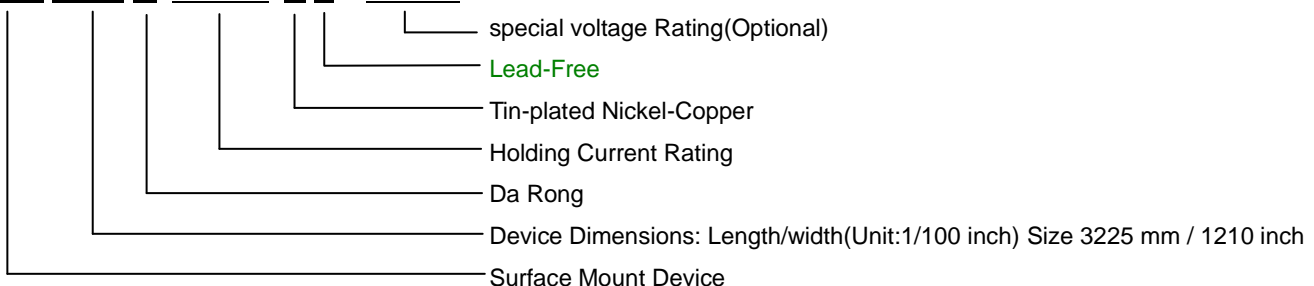 special voltage Rating(Optional)
Lead-Free
Tin-plated Nickel-Copper
Holding Current Rating
Da Rong
Device Dimensions: Length/width(Unit:1/100 inch) Size 3225 mm / 1210 inch
Surface Mount Device